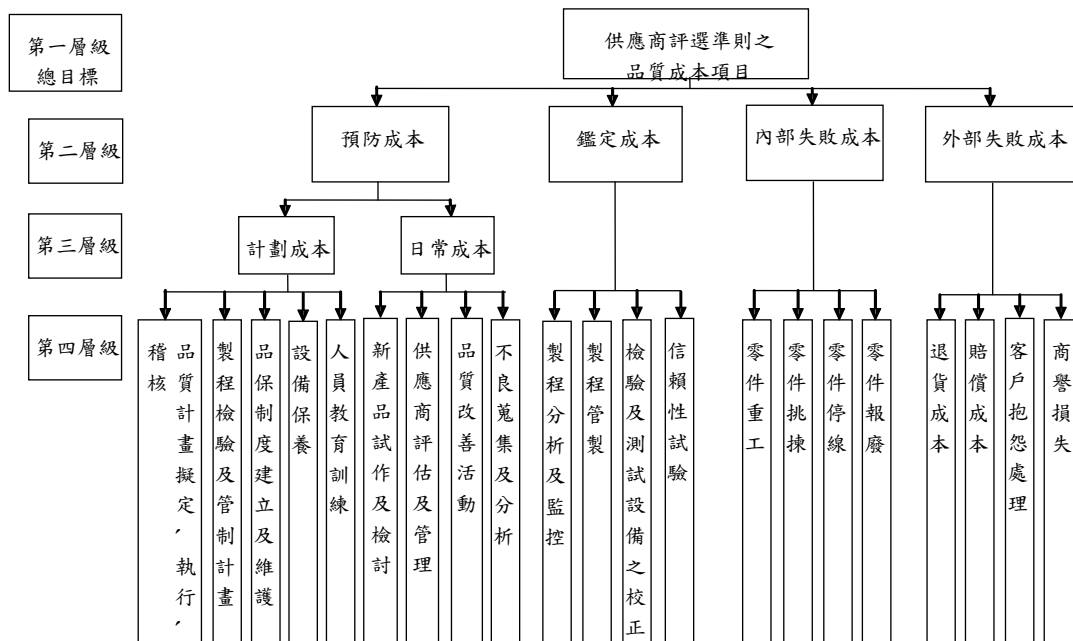 第一層級
總目標
供應商評選準則之
品質成本項目
第二層級
預防成本
鑑定成本
內部失敗成本
外部失敗成本
第三層級
計劃成本
日常成本
第四層級
品質計畫擬定、執行、
稽核
製程檢驗及管制計畫
品保制度建立及維護
設備保養
人員教育訓練
新產品試作及檢討
供應商評估及管理
品質改善活動
不良蒐集及分析
製程分析及監控
製程管製
檢驗及測試設備之校正
信賴性試驗
零件重工
零件挑揀
零件停線
零件報廢
退貨成本
賠償成本
客戶抱怨處理
商譽損失